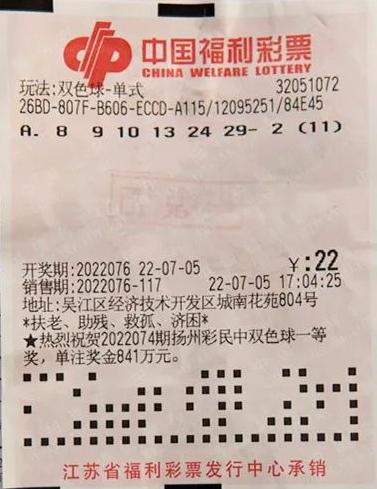 中国福利彩票
CHINA WELFARE LOTTERY
玩法:双色球-单式 32051072
26BD-807F-B606-ECCD-A115/12095251/84E45
A. 8 9 10 13 24 29- 2 (11)
开奖期:2022076 22-07-05 ¥:22
销售期:2022076-117 22-07-05 17:04:25
地址:吴江区经济技术开发区城南花苑804号
*扶老、助残、救孤、济困*
★热烈祝贺2022074期扬州彩民中双色球一等
奖,单注奖金841万元。
江苏省福利彩票发行中心承销